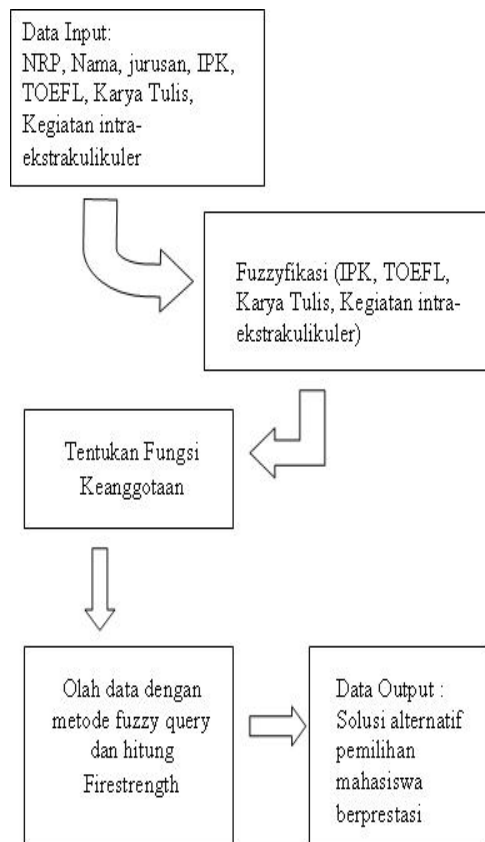 Data Input:
NRP, Nama, jurusan, IPK,
TOEFL, Karya Tulis,
Kegiatan intra-
ekstrakulikuler
Fuzzyfikasi (IPK, TOEFL,
Karya Tulis, Kegiatan intra-
ekstrakulikuler)
Tentukan Fungsi
Keanggotaan
Olah data dengan
metode fuzzy query
dan hitung
Firestrength
Data Output :
Solusi alternatif
pemilihan
mahasiswa
berprestasi